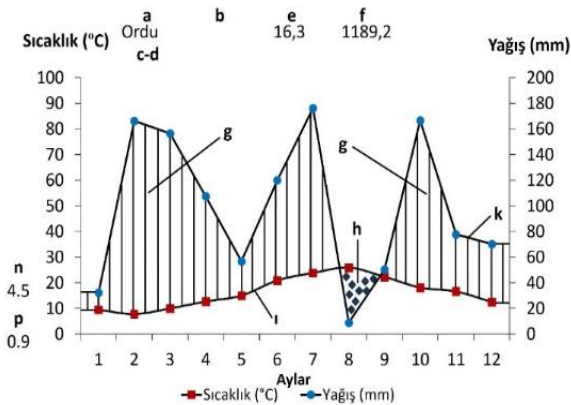 a b e f
Ordu 16,3 1189,2
Sıcaklık (°C) c-d Yağış (mm)
100 200
90 180
80 g g 160
70 140
60 120
50 h k 100
40 80
30 60
n 20 40
4.5 10 ı 20
p 0 0
0.9
1 2 3 4 5 6 7 8 9 10 11 12
Aylar
Sıcaklık (°C) Yağış (mm)